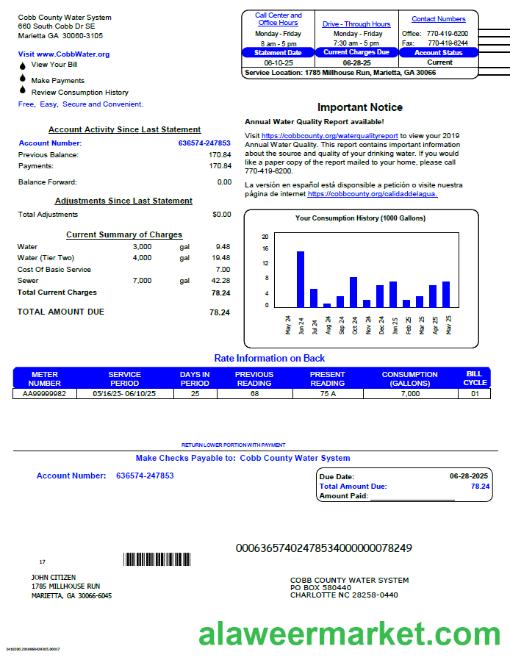 Cobb County Water System
660 South Cobb Dr SE
Marietta GA 30060-3105
Visit www.CobbWater.org
View Your Bill
Make Payments
Review Consumption History
Free, Easy, Secure and Convenient.
Call Center and Office Hours
Monday - Friday
8 am - 5 pm
Drive - Through Hours
Monday - Friday
7:30 am - 5 pm
Contact Numbers
Office: 770-419-6200
Fax: 770-419-6244
Statement Date Current Charges Due Account Status
06-10-25 06-28-25 Current
Service Location: 1785 Millhouse Run, Marietta, GA 30066
Account Activity Since Last Statement
Account Number: 636574-247853
Previous Balance: 170.84
Payments: 170.84
Balance Forward: 0.00
Adjustments Since Last Statement
Total Adjustments $0.00
Current Summary of Charges
Water 3,000 gal 9.48
Water (Tier Two) 4,000 gal 19.48
Cost Of Basic Service 7.00
Sewer 7,000 gal 42.28
Total Current Charges 78.24
TOTAL AMOUNT DUE 78.24
Important Notice
Annual Water Quality Report available!
Visit https://cobbcounty.org/waterqualityreport to view your 2019
Annual Water Quality. This report contains important information
about the source and quality of your drinking water. If you would
like a paper copy of the report mailed to your home, please call
770-419-6200.
La versión en español está disponible a petición o visite nuestra
página de internet https://cobbcounty.org/calidaddelagua.
Your Consumption History (1000 Gallons)
20
16
12
8
4
0
May 24 Jun 24 Jul 24 Aug 24 Sep 24 Oct 24 Nov 24 Dec 24 Jan 25 Feb 25 Mar 25 Apr 25 May 25
Rate Information on Back
METER NUMBER SERVICE PERIOD DAYS IN PERIOD PREVIOUS READING PRESENT READING CONSUMPTION (GALLONS) BILL CYCLE
AA99999982 05/16/25- 06/10/25 25 68 75 A 7,000 01
RETURN LOWER PORTION WITH PAYMENT
Make Checks Payable to: Cobb County Water System
Account Number: 636574-247853
Due Date: 06-28-2025
Total Amount Due: 78.24
Amount Paid:
00063657402478534000000078249
17
JOHN CITIZEN
1785 MILLHOUSE RUN
MARIETTA, GA 30066-6045
COBB COUNTY WATER SYSTEM
PO BOX 580440
CHARLOTTE NC 28258-0440
alaweermarket.com